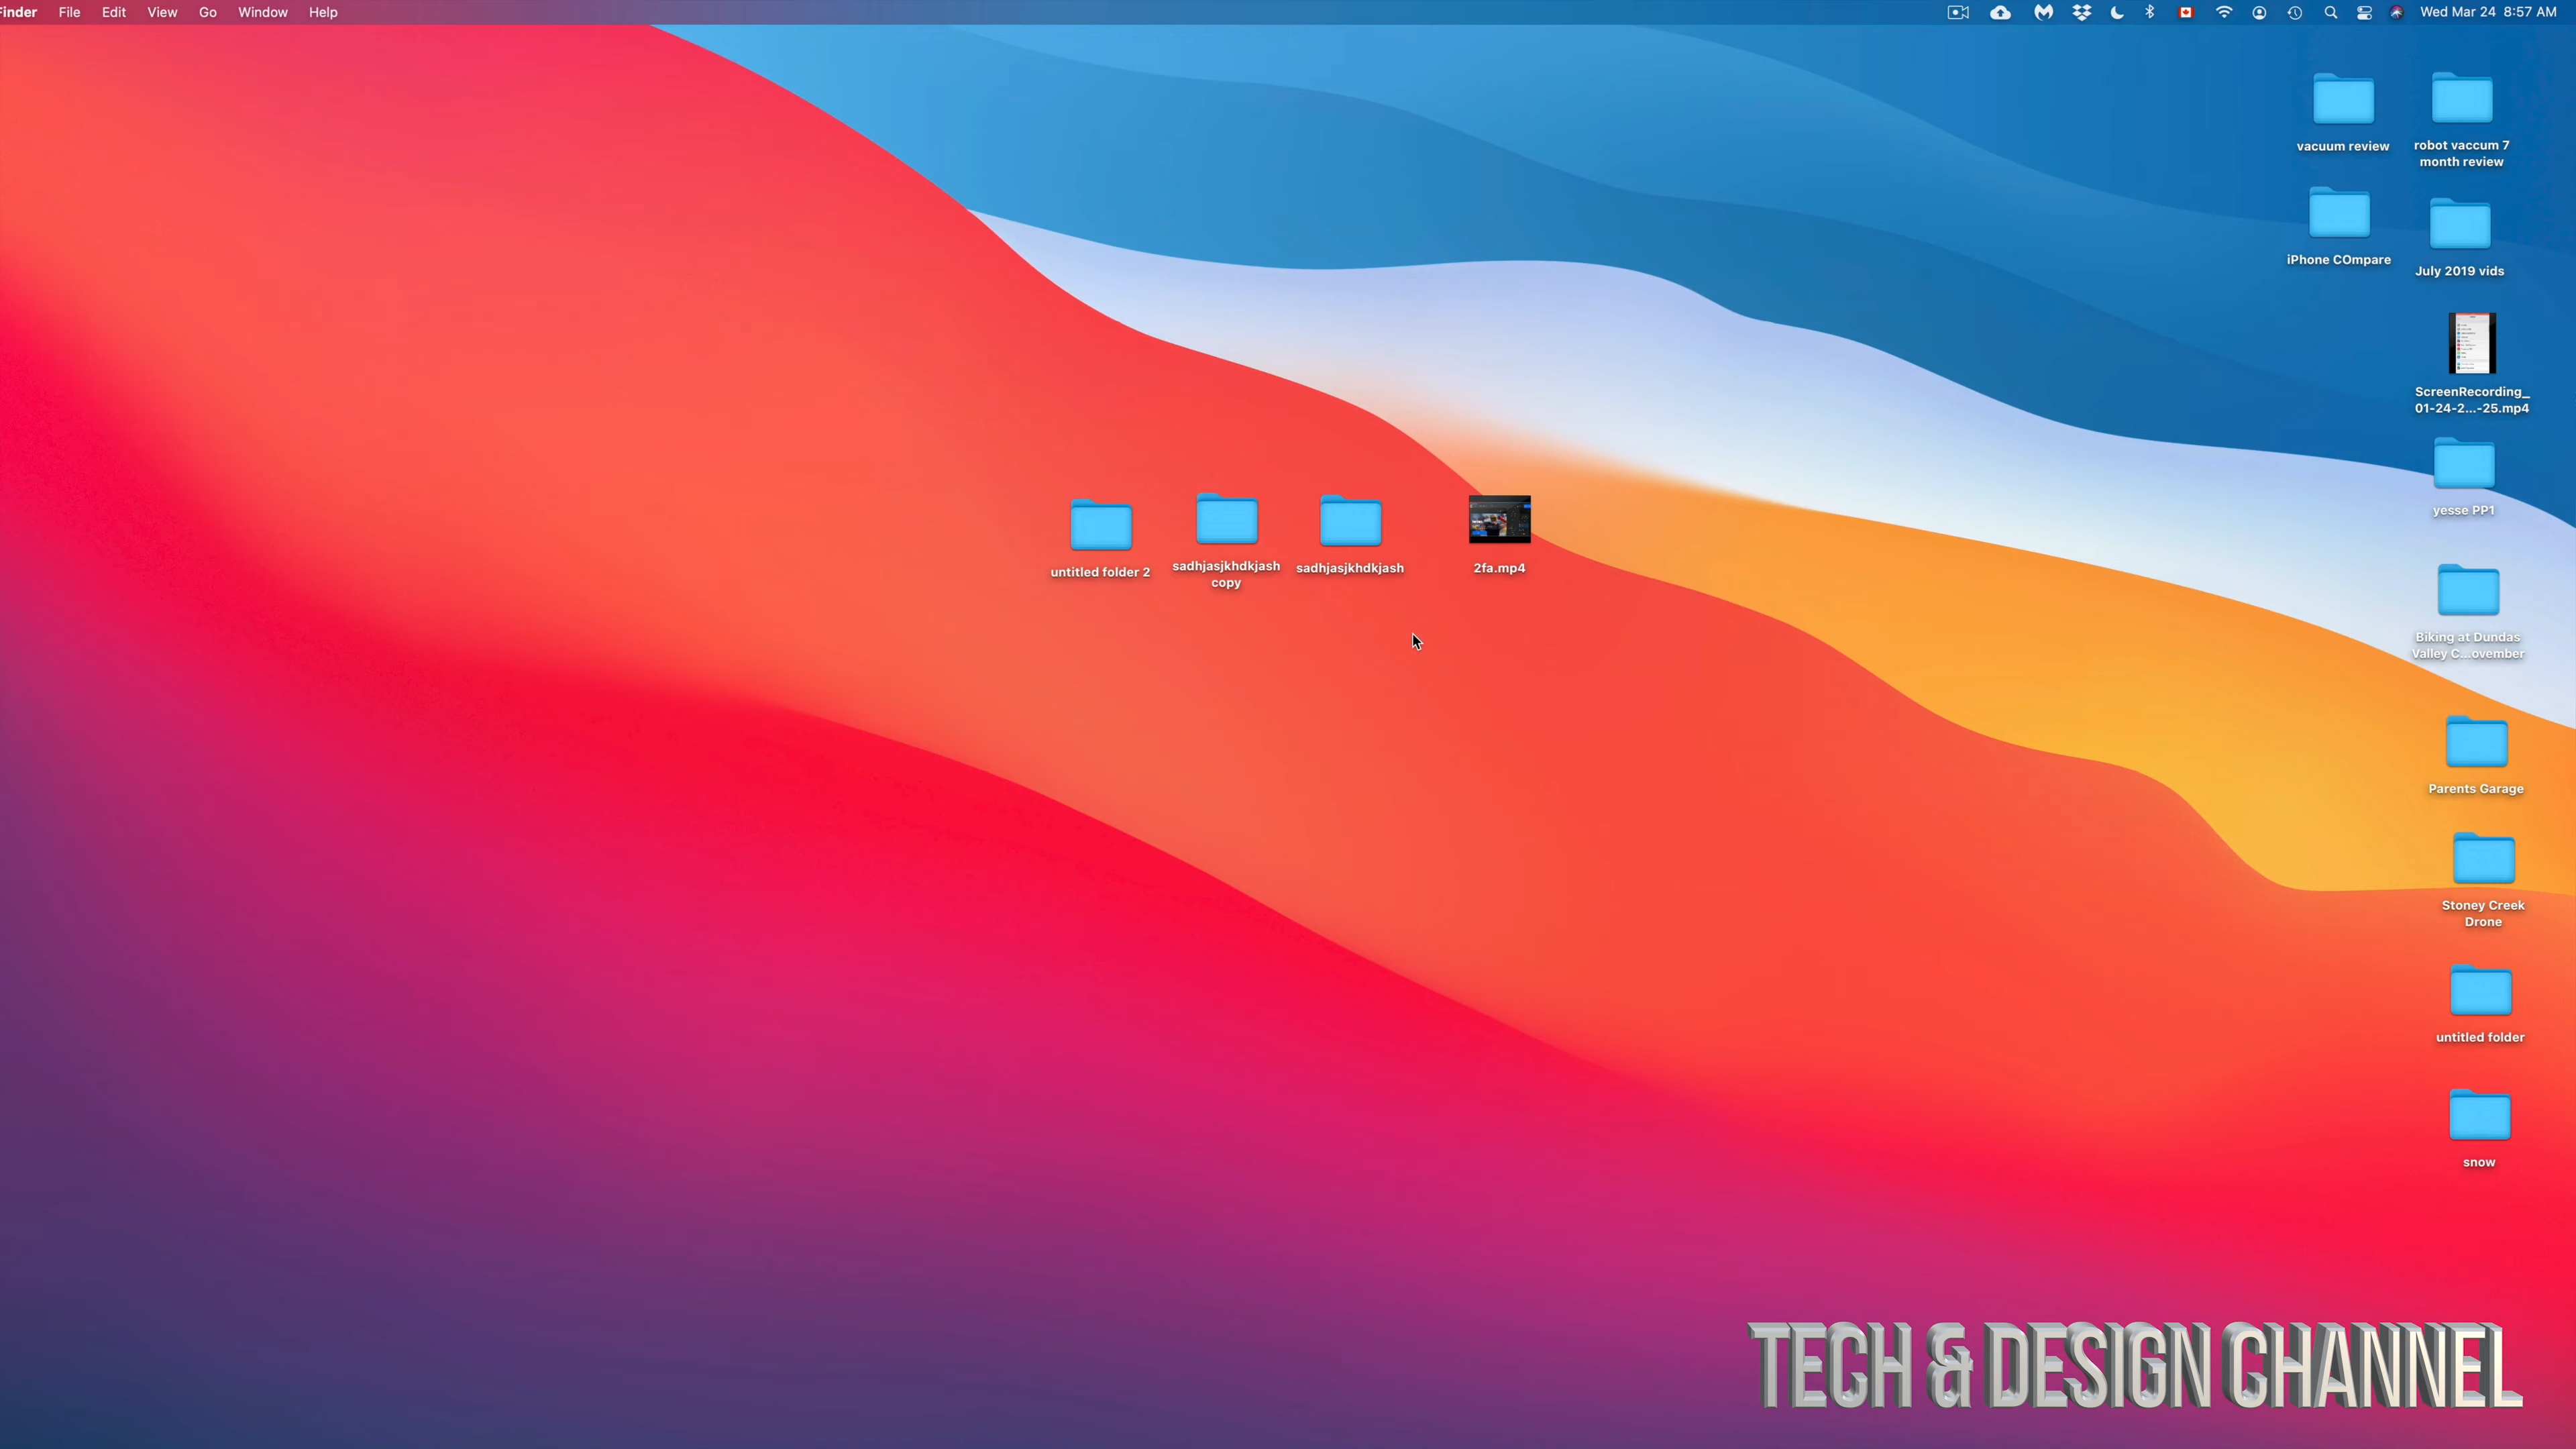 Finder File Edit View Go Window Help Wed Mar 24 8:57 AM
vacuum review
robot vaccum 7
month review
iPhone COmpare
July 2019 vids
ScreenRecording_
01-24-2...-25.mp4
yesse PP1
untitled folder 2
sadhjasjkhdkjash
copy
sadhjasjkhdkjash
2fa.mp4
Biking at Dundas
Valley C...ovember
Parents Garage
Stoney Creek
Drone
untitled folder
snow
TECH & DESIGN CHANNEL